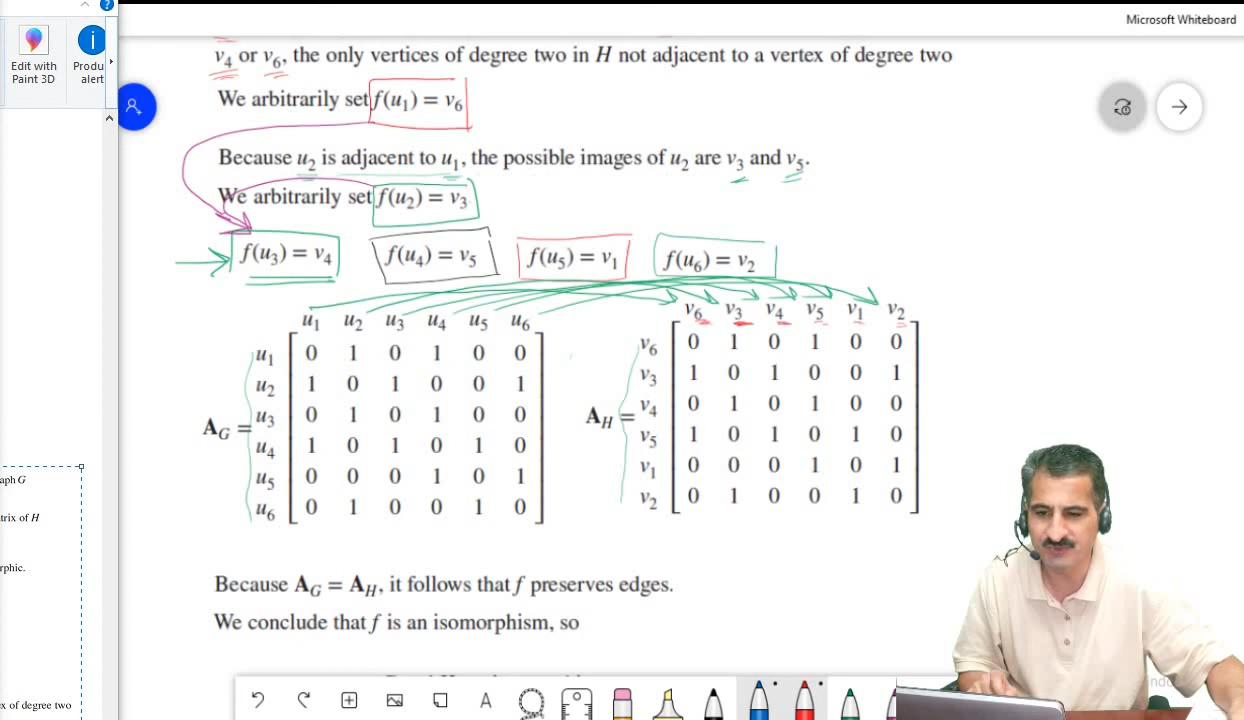 Microsoft Whiteboard
Edit with
Paint 3D
Produ
alert
v4 or v6, the only vertices of degree two in H not adjacent to a vertex of degree two
We arbitrarily set f(u1) = v6
Because u2 is adjacent to u1, the possible images of u2 are v3 and v5.
We arbitrarily set f(u2) = v3.
f(u3) = v4 f(u4) = v5 f(u5) = v1 f(u6) = v2
u1 u2 u3 u4 u5 u6
u1 0 1 0 1 0 0
u2 1 0 1 0 0 1
u3 0 1 0 1 0 0
AG =
u4 1 0 1 0 1 0
u5 0 0 0 1 0 1
u6 0 1 0 0 1 0
v6 v3 v4 v5 v1 v2
v6 0 1 0 1 0 0
v3 1 0 1 0 0 1
v4 0 1 0 1 0 0
AH =
v5 1 0 1 0 1 0
v1 0 0 0 1 0 1
v2 0 1 0 0 1 0
aph G
trix of H
rphic.
Because AG = AH, it follows that f preserves edges.
We conclude that f is an isomorphism, so
x of degree two
A